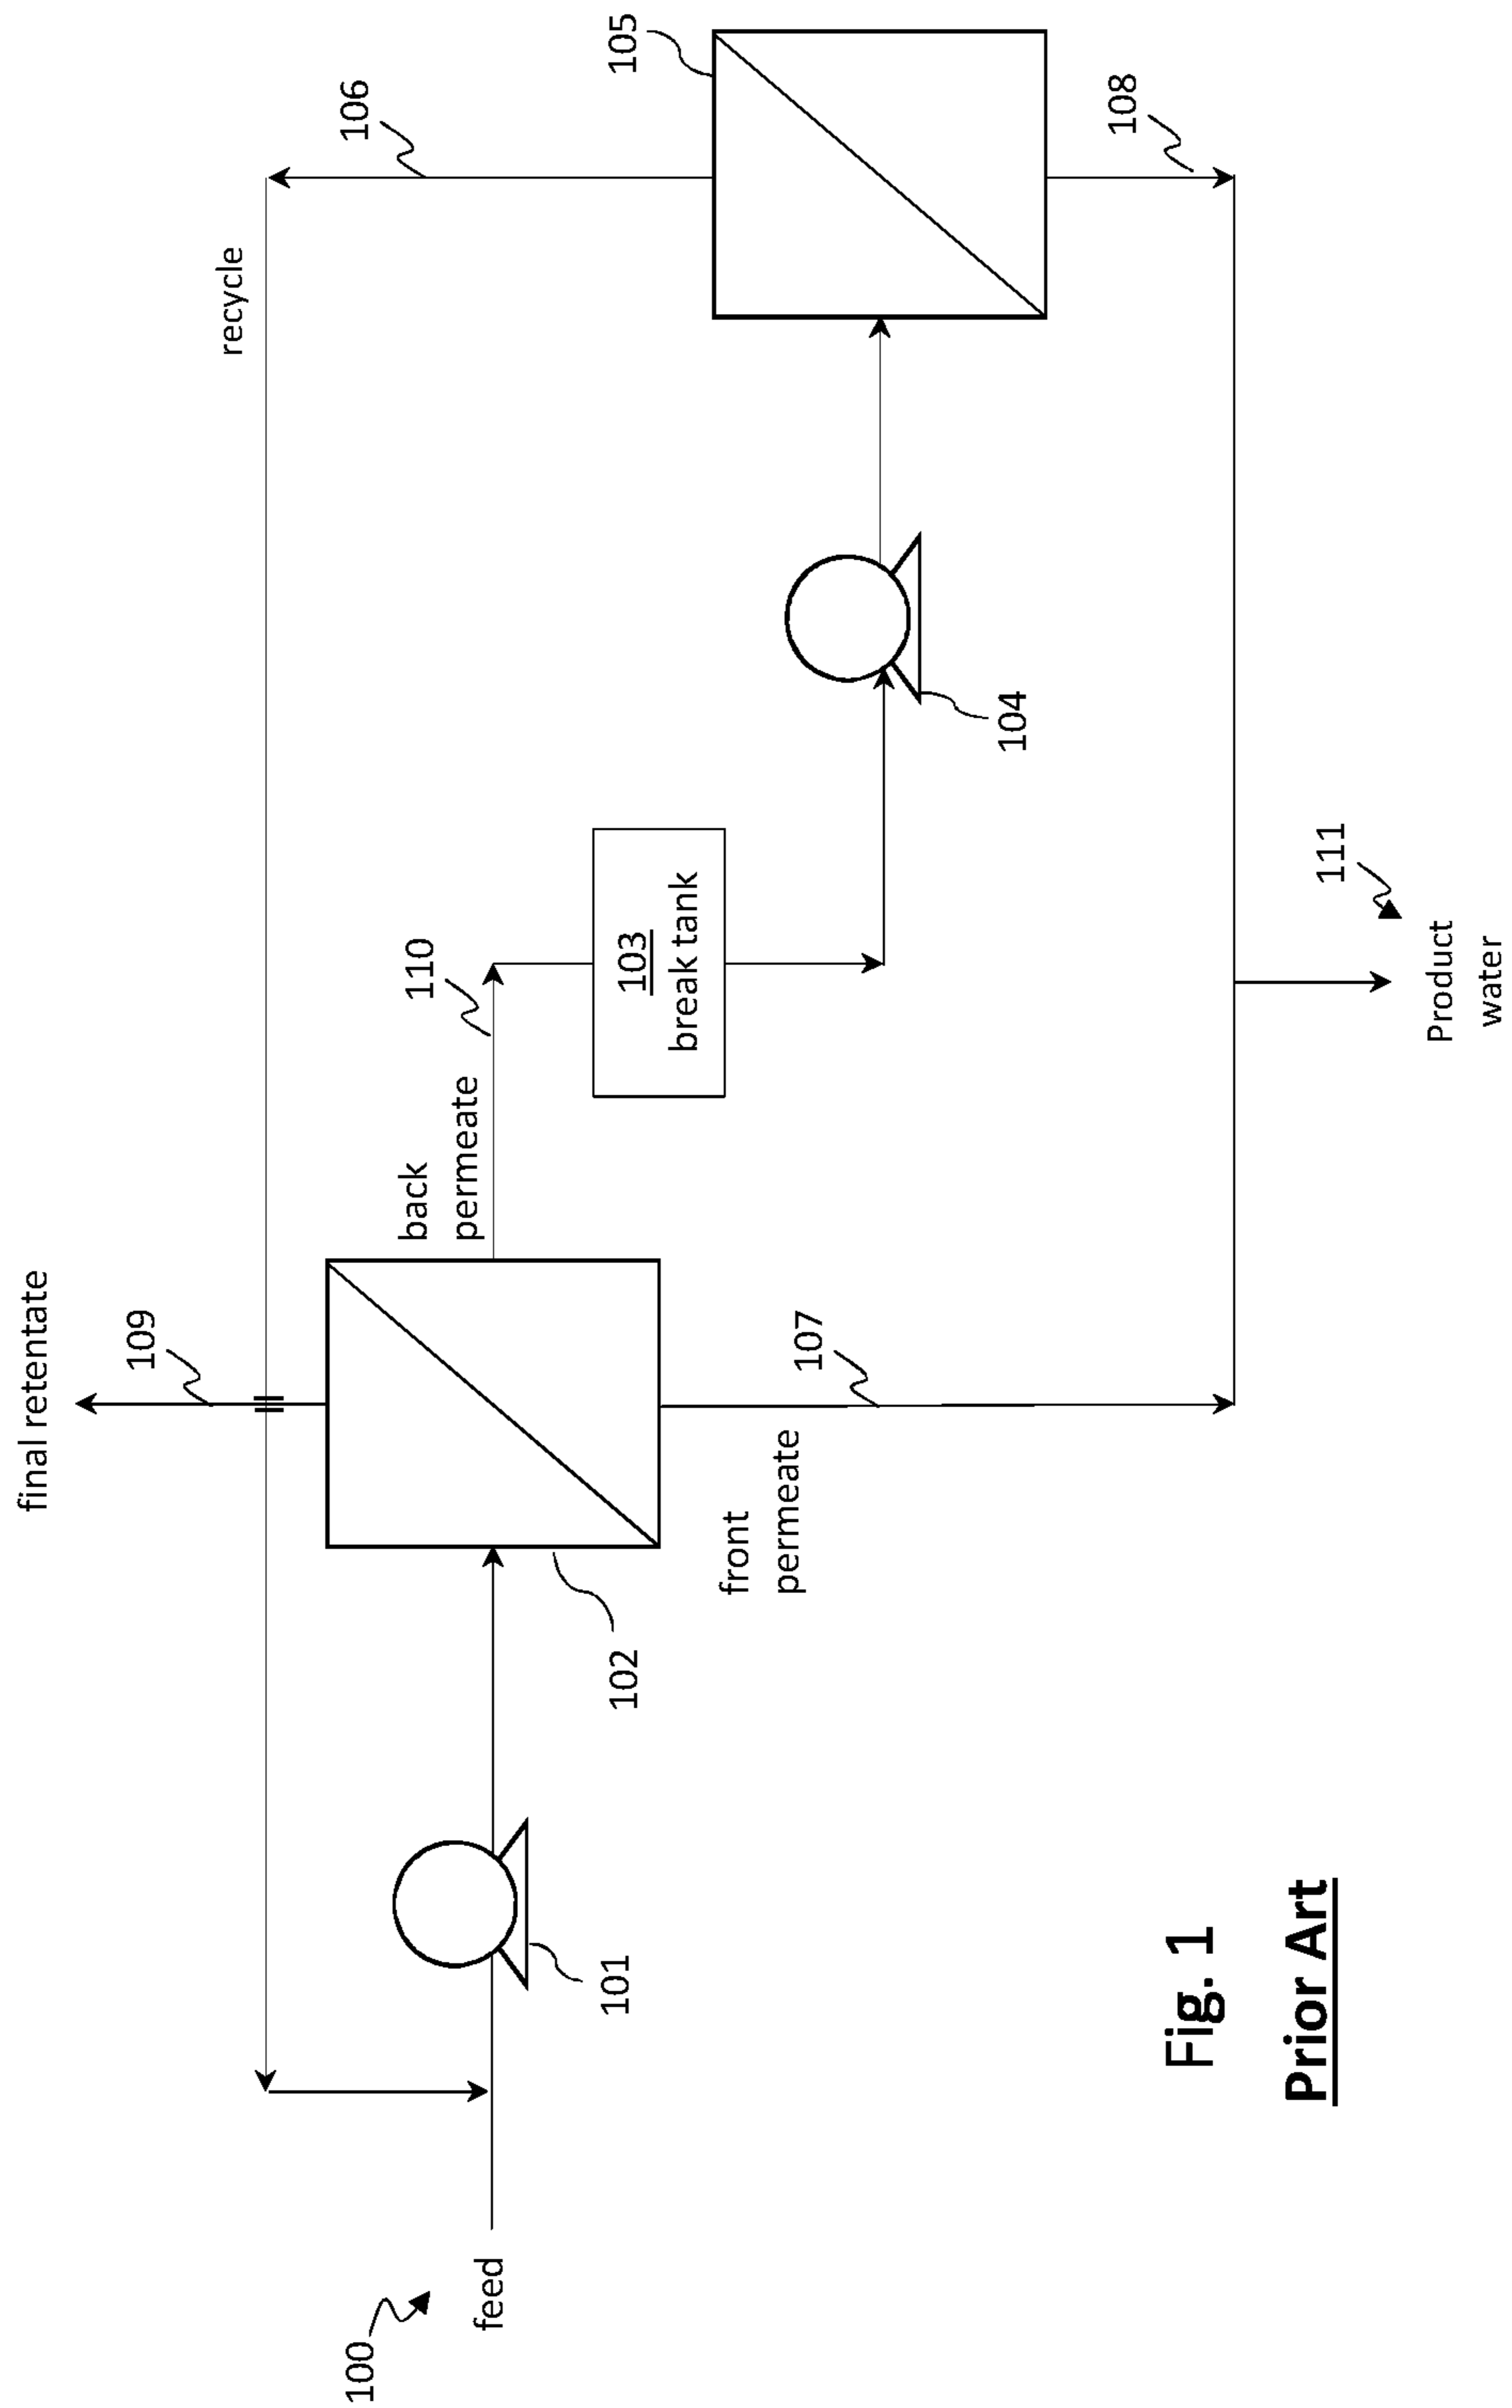 final retentate
109
recycle
106
105
back
permeate
110
103
break tank
104
108
100
feed
101
102
front
permeate
107
111
Product
water
Fig. 1
Prior Art